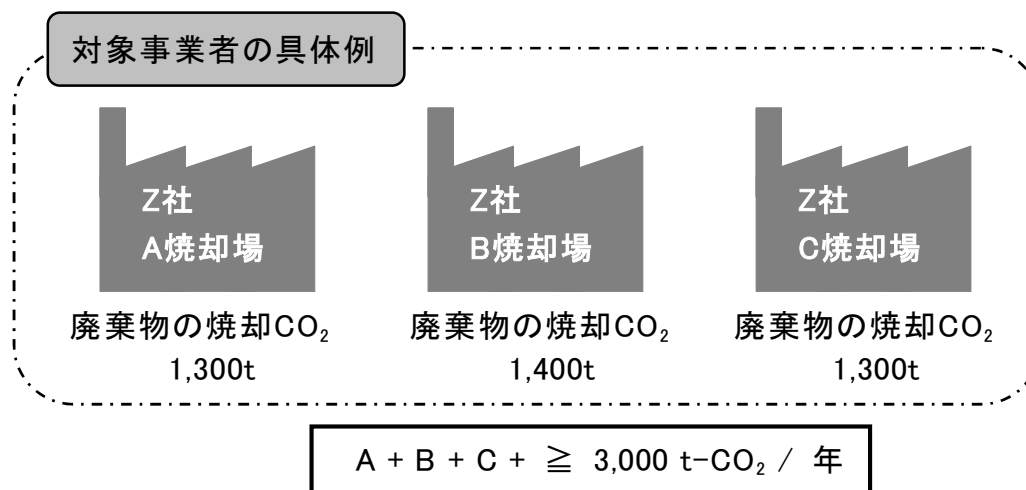 対象事業者の具体例
Z社
A焼却場
Z社
B焼却場
Z社
C焼却場
廃棄物の焼却CO₂
1,300t
廃棄物の焼却CO₂
1,400t
廃棄物の焼却CO₂
1,300t
A + B + C + ≧ 3,000 t-CO₂ / 年